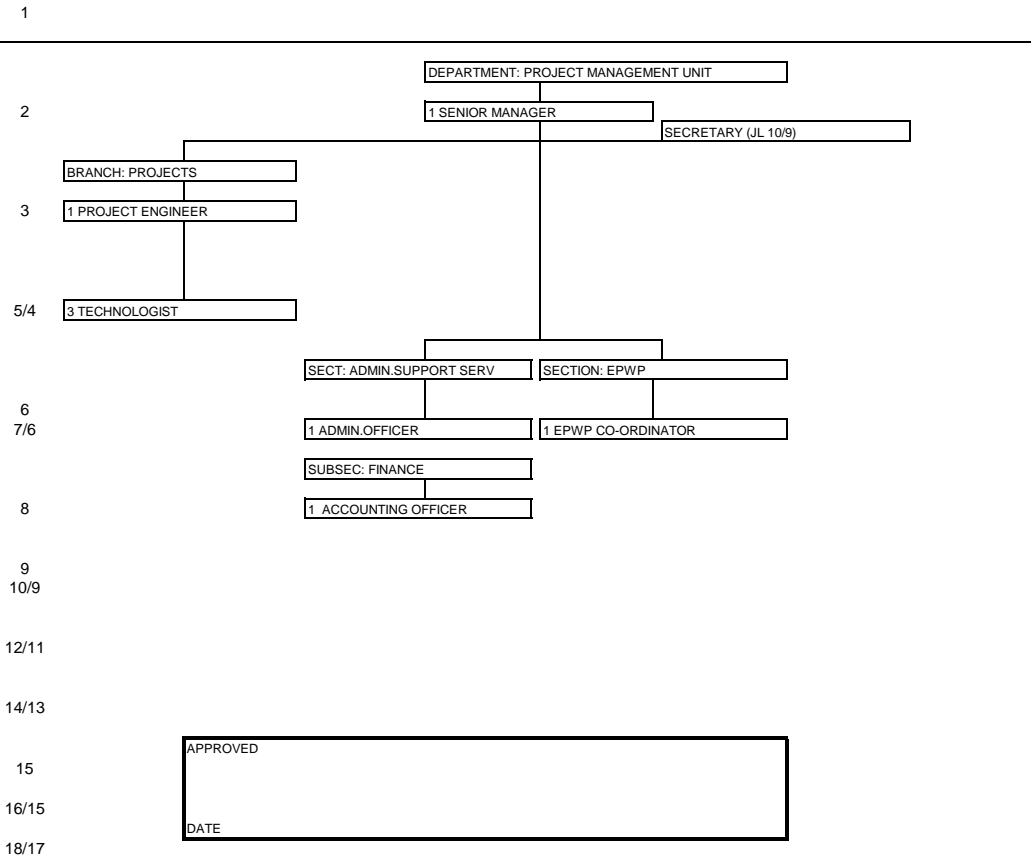 1
DEPARTMENT: PROJECT MANAGEMENT UNIT
2
1 SENIOR MANAGER
SECRETARY (JL 10/9)
BRANCH: PROJECTS
3
1 PROJECT ENGINEER
5/4
3 TECHNOLOGIST
SECT: ADMIN.SUPPORT SERV
SECTION: EPWP
6
7/6
1 ADMIN.OFFICER
1 EPWP CO-ORDINATOR
SUBSEC: FINANCE
8
1 ACCOUNTING OFFICER
9
10/9
12/11
14/13
APPROVED
15
16/15
DATE
18/17